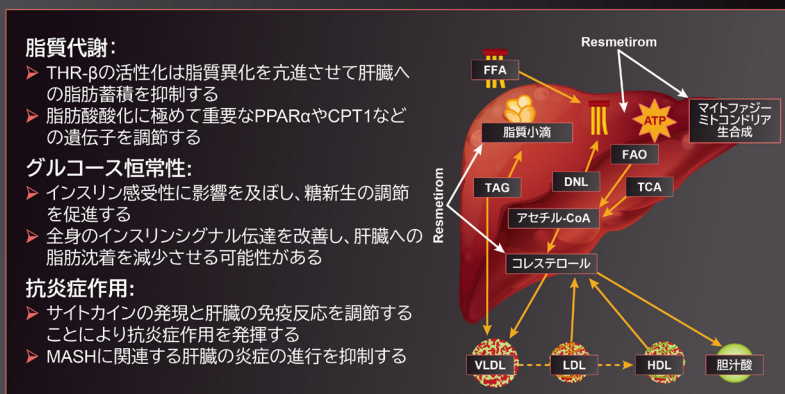 脂質代謝：
➤ THR-βの活性化は脂質異化を亢進させて肝臓へ
の脂肪蓄積を抑制する
➤ 脂肪酸酸化に極めて重要なPPARαやCPT1など
の遺伝子を調節する
グルコース恒常性:
➤ インスリン感受性に影響を及ぼし、糖新生の調節
を促進する
➤ 全身のインスリンシグナル伝達を改善し、肝臓への
脂肪沈着を減少させる可能性がある
抗炎症作用:
➤ サイトカインの発現と肝臓の免疫反応を調節する
ことにより抗炎症作用を発揮する
➤ MASHに関連する肝臓の炎症の進行を抑制する
Resmetirom
FFA
ATP
マイトファジー
ミトコンドリア
生合成
脂質小滴
FAO
TAG
DNL
TCA
アセチル-CoA
Resmetirom
コレステロール
VLDL
LDL
HDL
胆汁酸